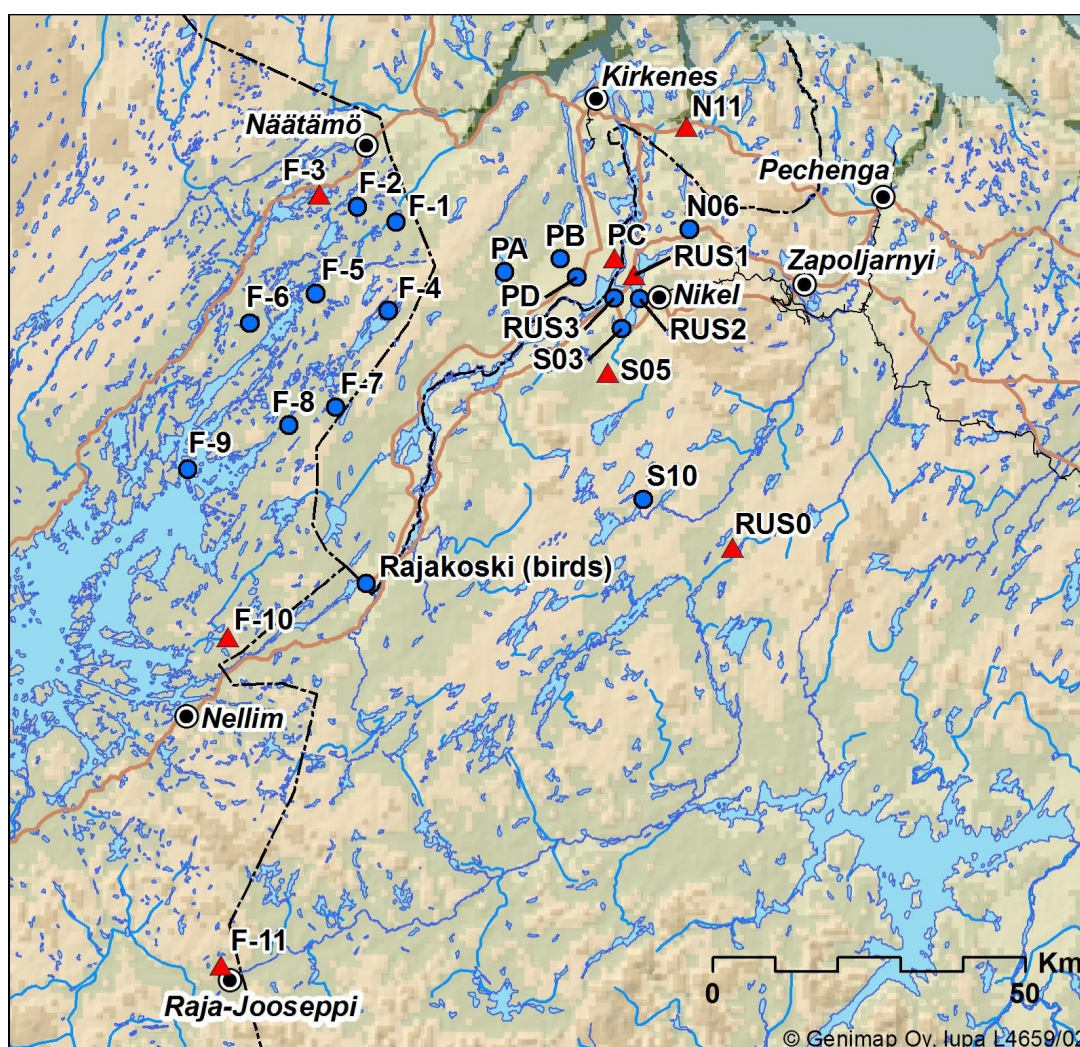 Kirkenes
N11
Näätämö
F-3
F-2
F-1
Pechenga
N06
PA
PB
PC
RUS1
Zapoljarnyi
F-5
F-6
F-4
PD
Nikel
RUS3
RUS2
S03
S05
F-7
F-8
F-9
S10
RUS0
Rajakoski (birds)
F-10
Nellim
F-11
Raja-Jooseppi
Km
0
50
© Genimap Oy, lupa L4659/02